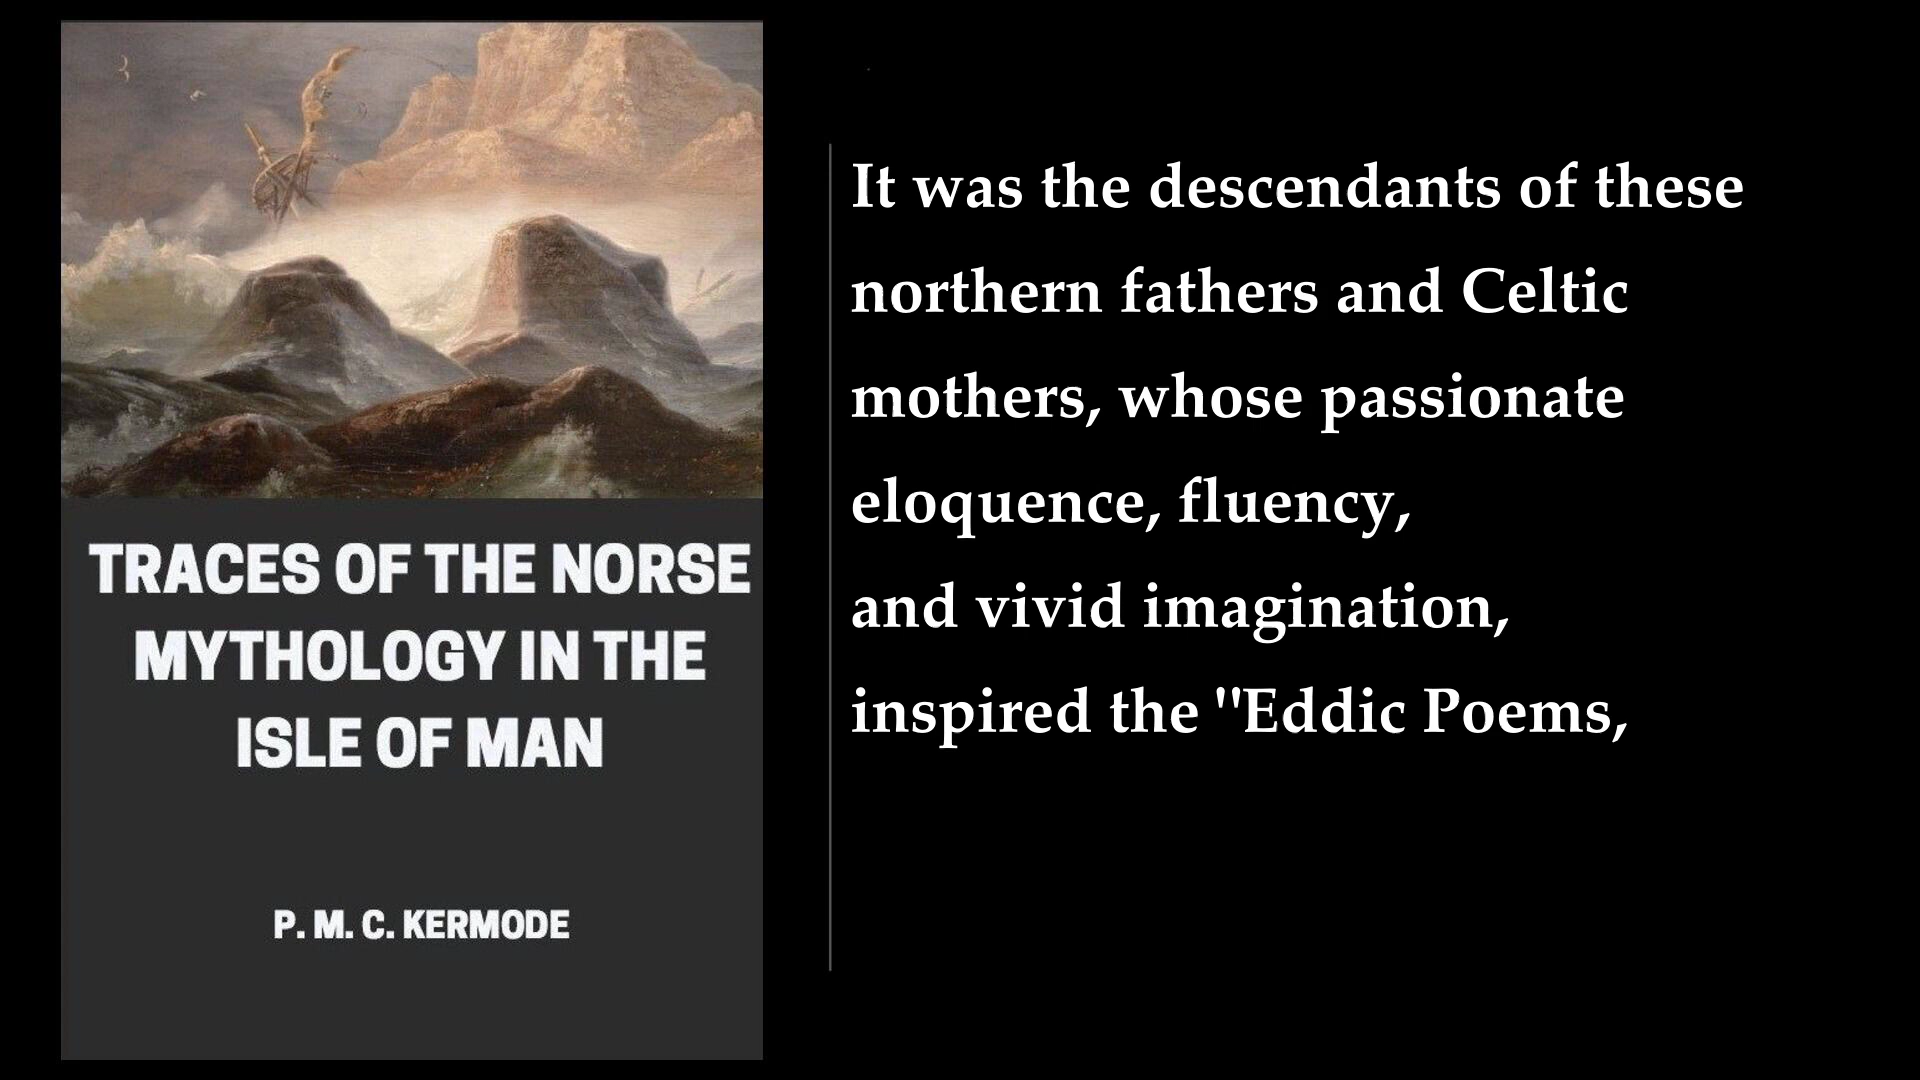 TRACES OF THE NORSE
MYTHOLOGY IN THE
ISLE OF MAN
P. M. C. KERMODE
It was the descendants of these
northern fathers and Celtic
mothers, whose passionate
eloquence, fluency,
and vivid imagination,
inspired the "Eddic Poems,